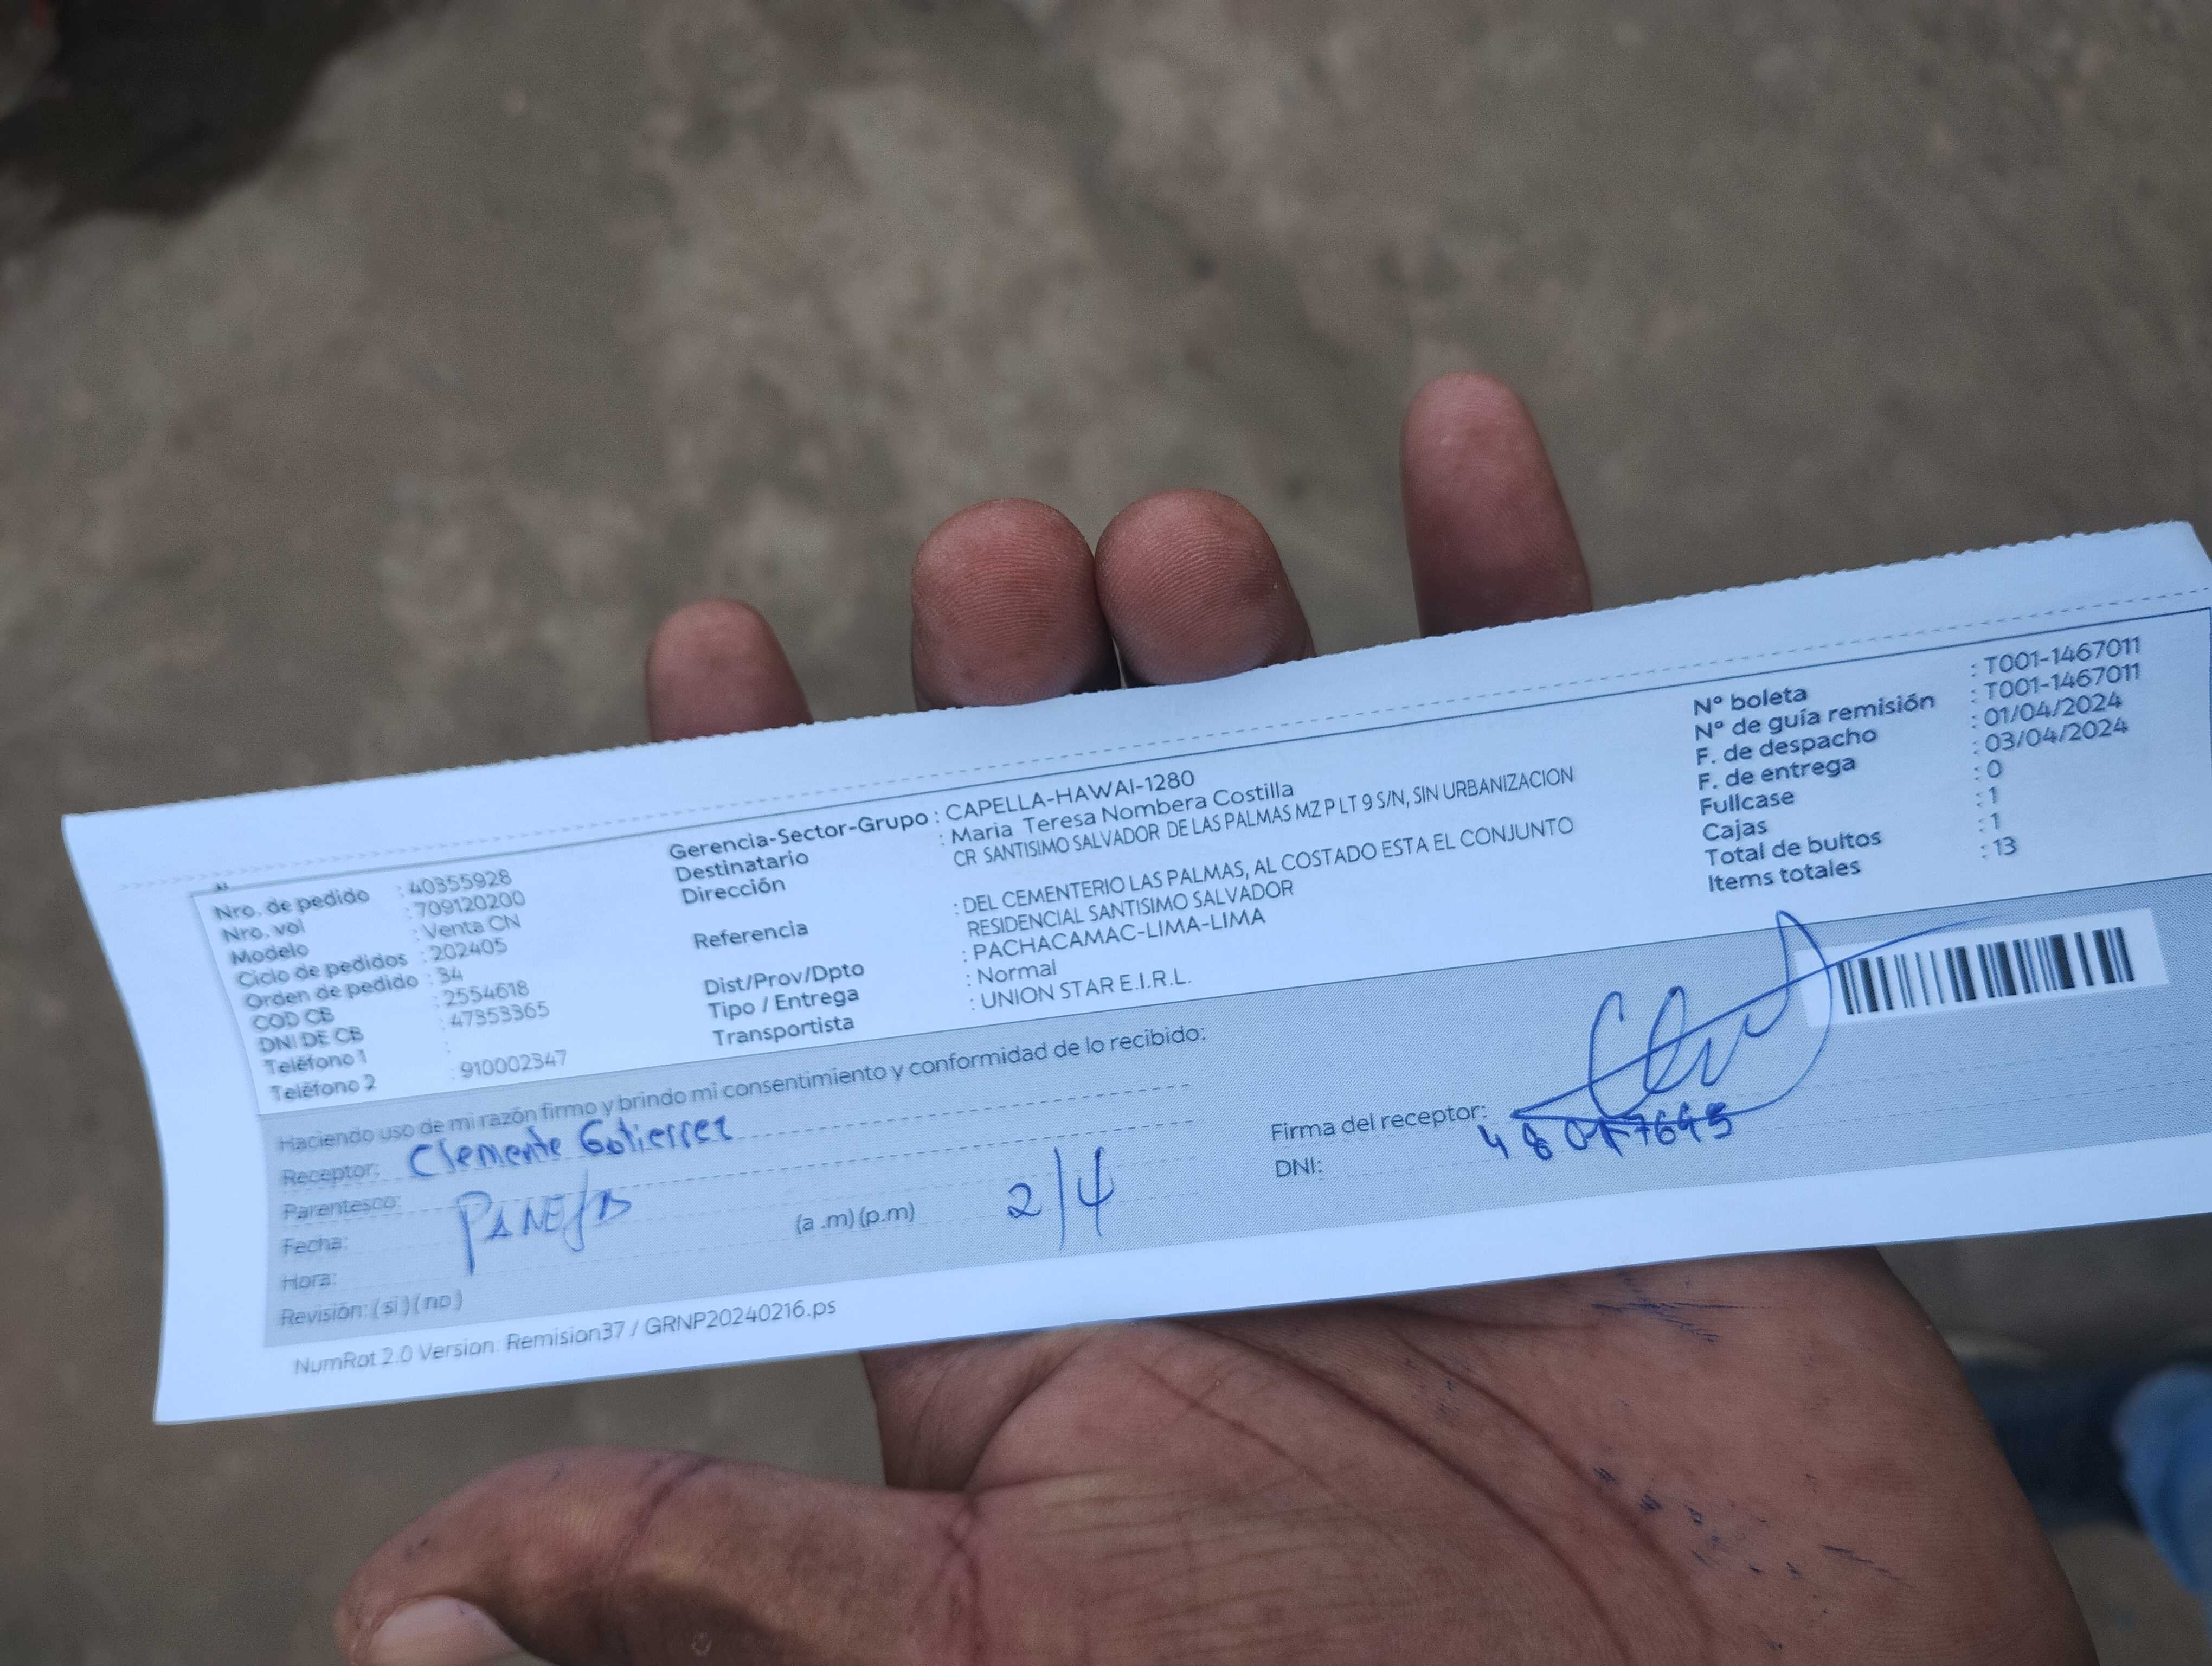 Nro. de pedido : 40355928
Nro. vol : 709120200
Modelo : Venta CN
Ciclo de pedidos : 202405
Orden de pedido : 34
COD CB : 2554618
DNI DE CB : 47353365
Teléfono 1 :
Teléfono 2 : 910002347
Gerencia-Sector-Grupo : CAPELLA-HAWAI-1280
Destinatario : Maria Teresa Nombera Costilla
Dirección CR SANTISIMO SALVADOR DE LAS PALMAS MZ P LT 9 S/N, SIN URBANIZACION
Referencia : DEL CEMENTERIO LAS PALMAS, AL COSTADO ESTA EL CONJUNTO
RESIDENCIAL SANTISIMO SALVADOR
Dist/Prov/Dpto : PACHACAMAC-LIMA-LIMA
Tipo / Entrega : Normal
Transportista : UNION STAR E.I.R.L.
N° boleta : T001-1467011
N° de guía remisión : T001-1467011
F. de despacho : 01/04/2024
F. de entrega : 03/04/2024
Fullcase : 0
Cajas : 1
Total de bultos : 1
Items totales : 13
Haciendo uso de mi razón firmo y brindo mi consentimiento y conformidad de lo recibido:
Receptor: Clemente Gotierrez
Parentesco:
Fecha: 2/4
Hora: (a .m) (p.m)
Revisión: ( si ) ( no )
Firma del receptor:
DNI:
NumRot 2.0 Version: Remision37 / GRNP20240216.ps